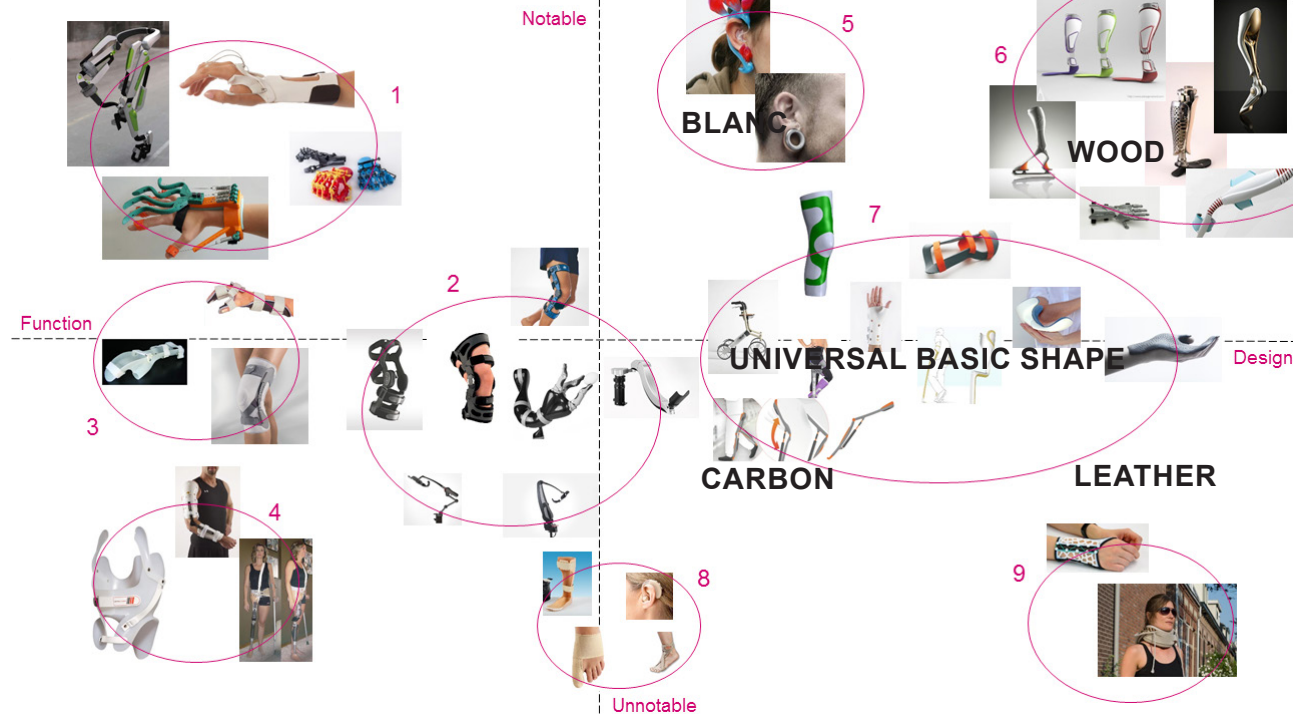 Notable
5
6
1
BLANC
WOOD
7
2
Function
UNIVERSAL BASIC SHAPE
Design
3
CARBON
LEATHER
4
8
9
Unnotable